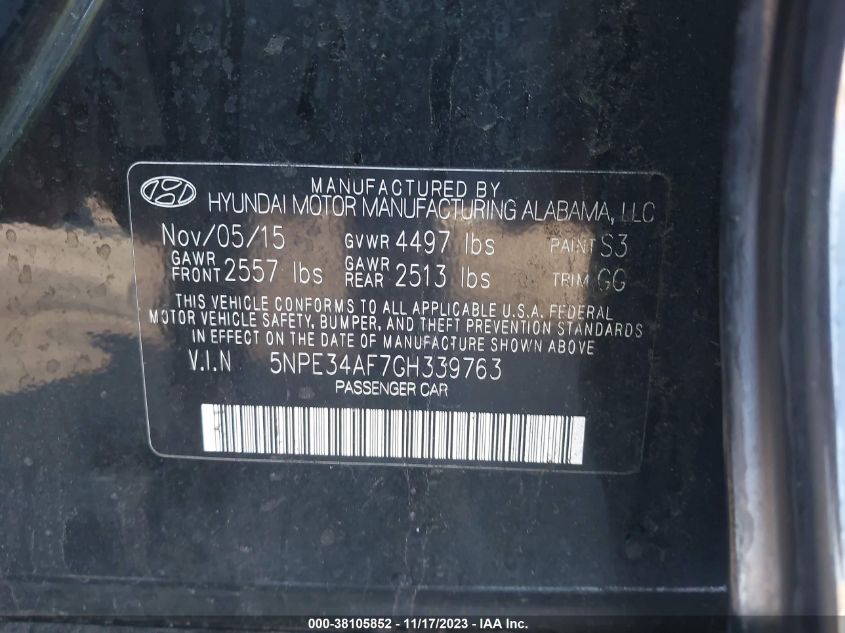 MANUFACTURED BY
HYUNDAI MOTOR MANUFACTURING ALABAMA, LLC
Nov/05/15 GVWR 4497 lbs PAINT S3
GAWR FRONT 2557 lbs GAWR REAR 2513 lbs TRIM GG
THIS VEHICLE CONFORMS TO ALL APPLICABLE U.S.A. FEDERAL
MOTOR VEHICLE SAFETY, BUMPER, AND THEFT PREVENTION STANDARDS
IN EFFECT ON THE DATE OF MANUFACTURE SHOWN ABOVE
V.I.N 5NPE34AF7GH339763
PASSENGER CAR
000-38105852 - 11/17/2023 - IAA Inc.